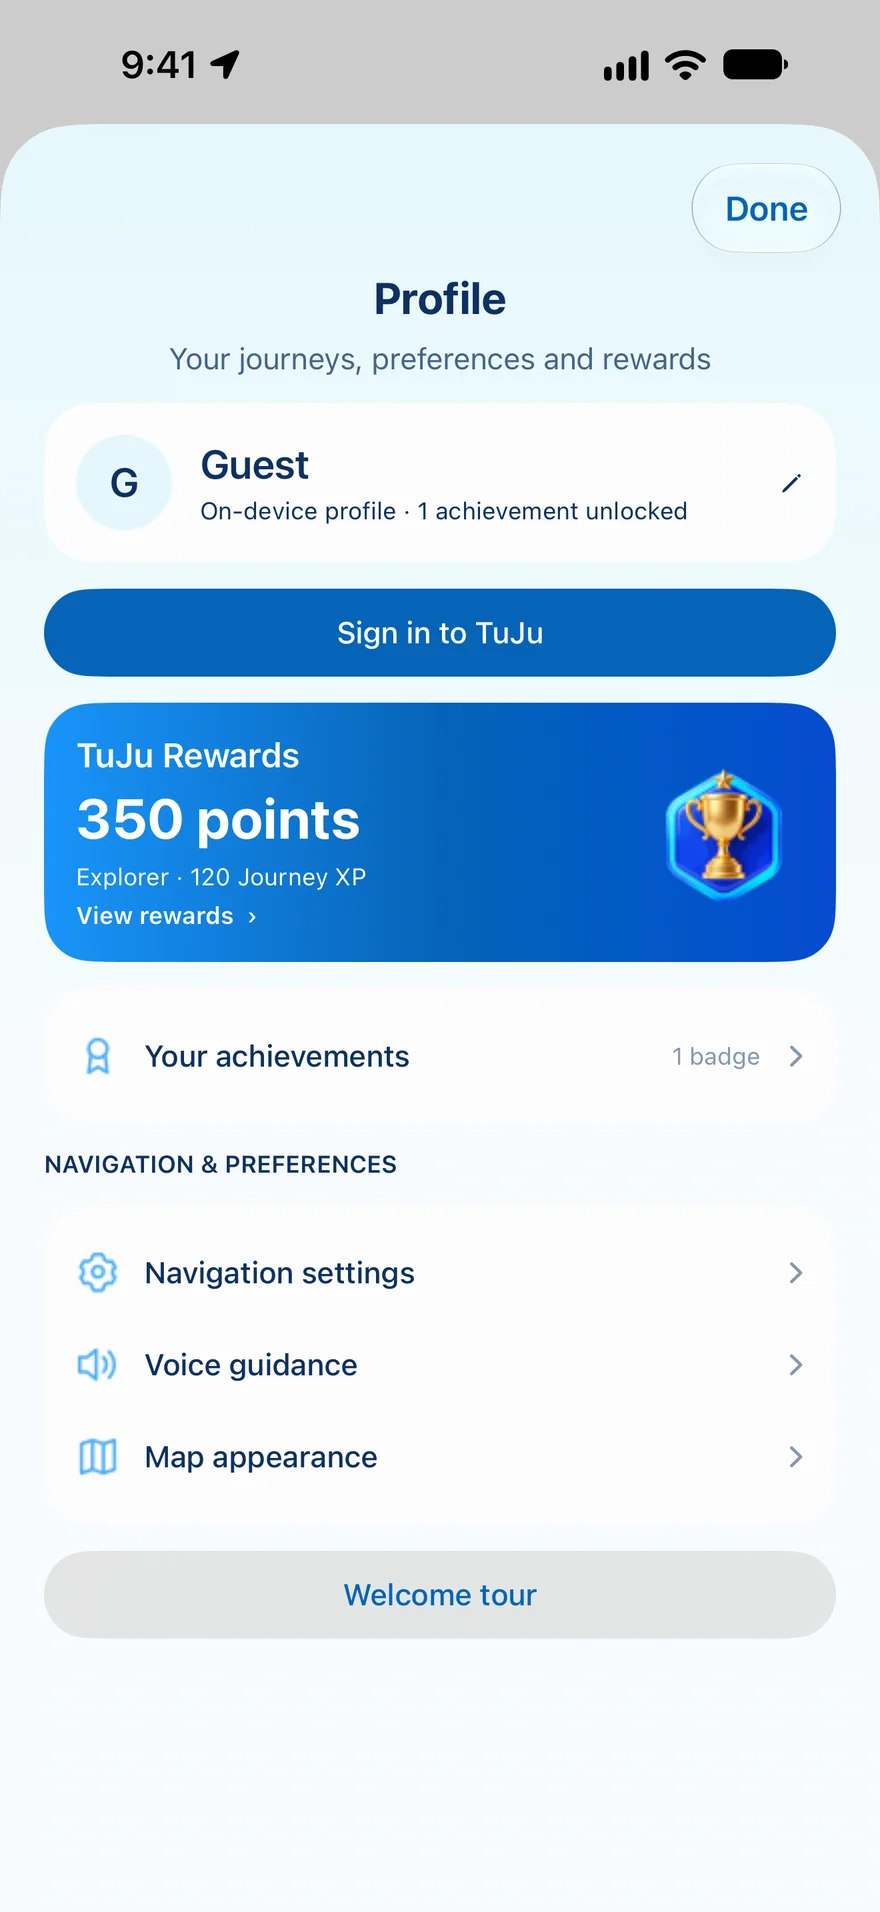 9:41
Done
Profile
Your journeys, preferences and rewards
G
Guest
On-device profile · 1 achievement unlocked
Sign in to TuJu
TuJu Rewards
350 points
Explorer · 120 Journey XP
View rewards ›
Your achievements 1 badge
NAVIGATION & PREFERENCES
Navigation settings
Voice guidance
Map appearance
Welcome tour